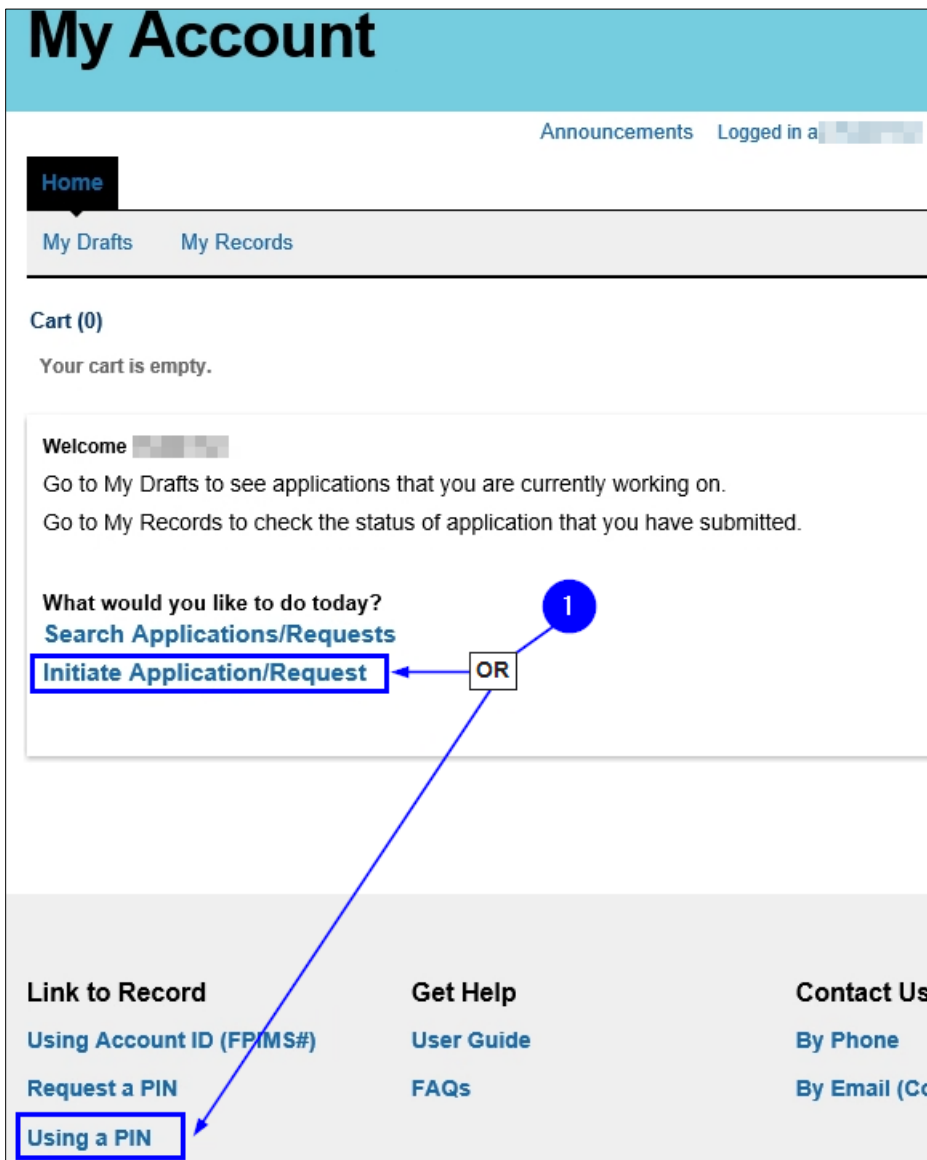 My Account
Announcements Logged in a
Home
My Drafts My Records
Cart (0)
Your cart is empty.
Welcome
Go to My Drafts to see applications that you are currently working on.
Go to My Records to check the status of application that you have submitted.
What would you like to do today?
1
Search Applications/Requests
Initiate Application/Request
OR
Link to Record Get Help Contact Us
Using Account ID (FPIMS#) User Guide By Phone
Request a PIN FAQs By Email (Co
Using a PIN